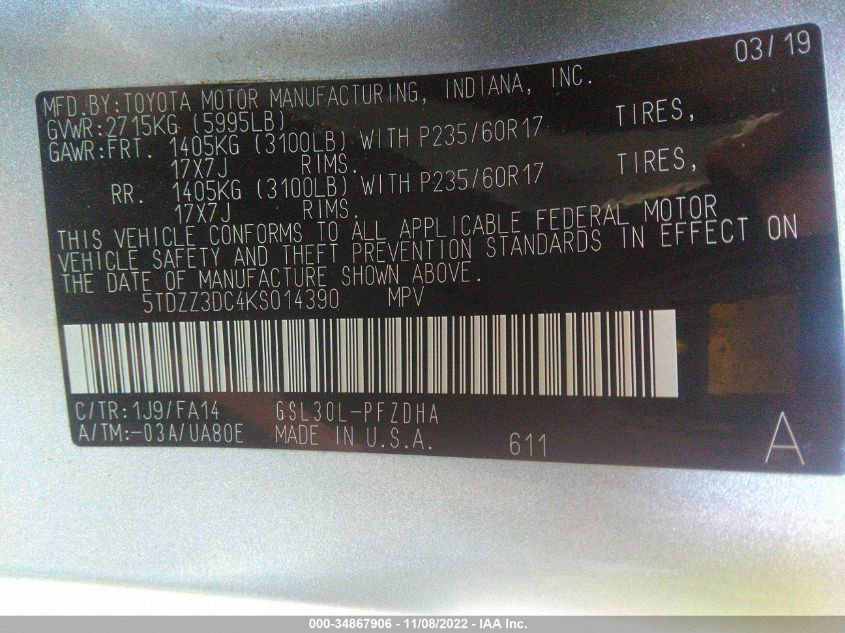 03/19
MFD.BY:TOYOTA MOTOR MANUFACTURING, INDIANA, INC.
GVWR:2715KG (5995LB)
GAWR:FRT. 1405KG (3100LB) WITH P235/60R17 TIRES,
17X7J RIMS.
RR. 1405KG (3100LB) WITH P235/60R17 TIRES,
17X7J RIMS.
THIS VEHICLE CONFORMS TO ALL APPLICABLE FEDERAL MOTOR
VEHICLE SAFETY AND THEFT PREVENTION STANDARDS IN EFFECT ON
THE DATE OF MANUFACTURE SHOWN ABOVE.
5TDZZ3DC4KS014390 MPV
C/TR:1J9/FA14 GSL30L-PFZDHA
A/TM:-03A/UA80E MADE IN U.S.A. 611 A
000-34867906 - 11/08/2022 - IAA Inc.